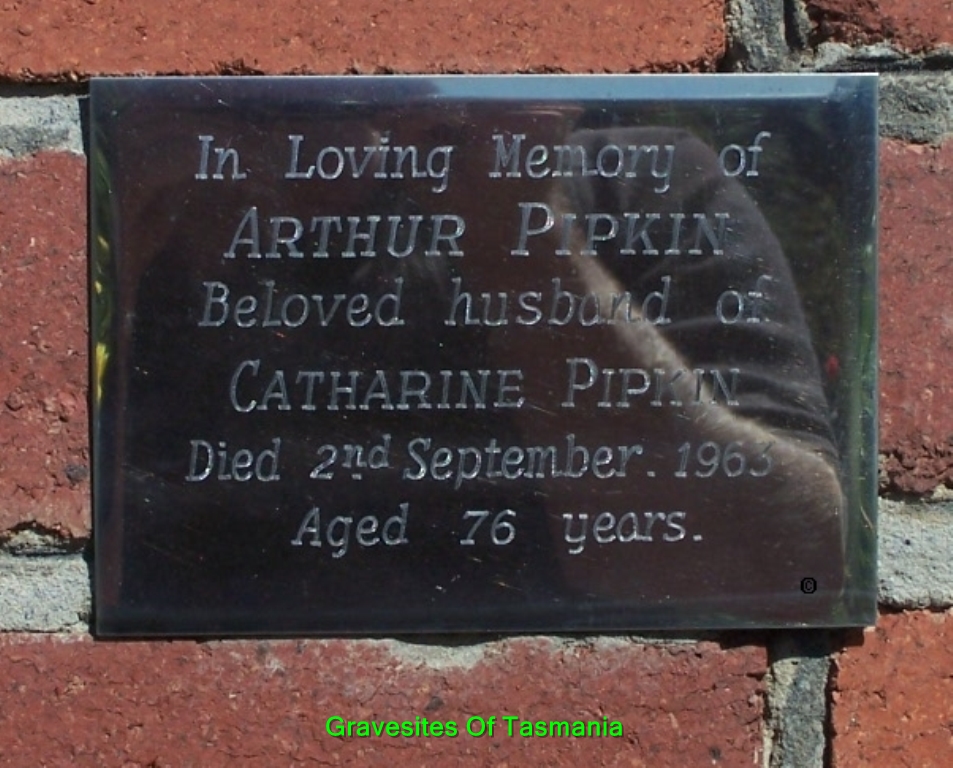 In Loving Memory of
ARTHUR PIPKIN
Beloved husband of
CATHARINE PIPKIN
Died 2nd September. 1963
Aged 76 years.
©
Gravesites Of Tasmania